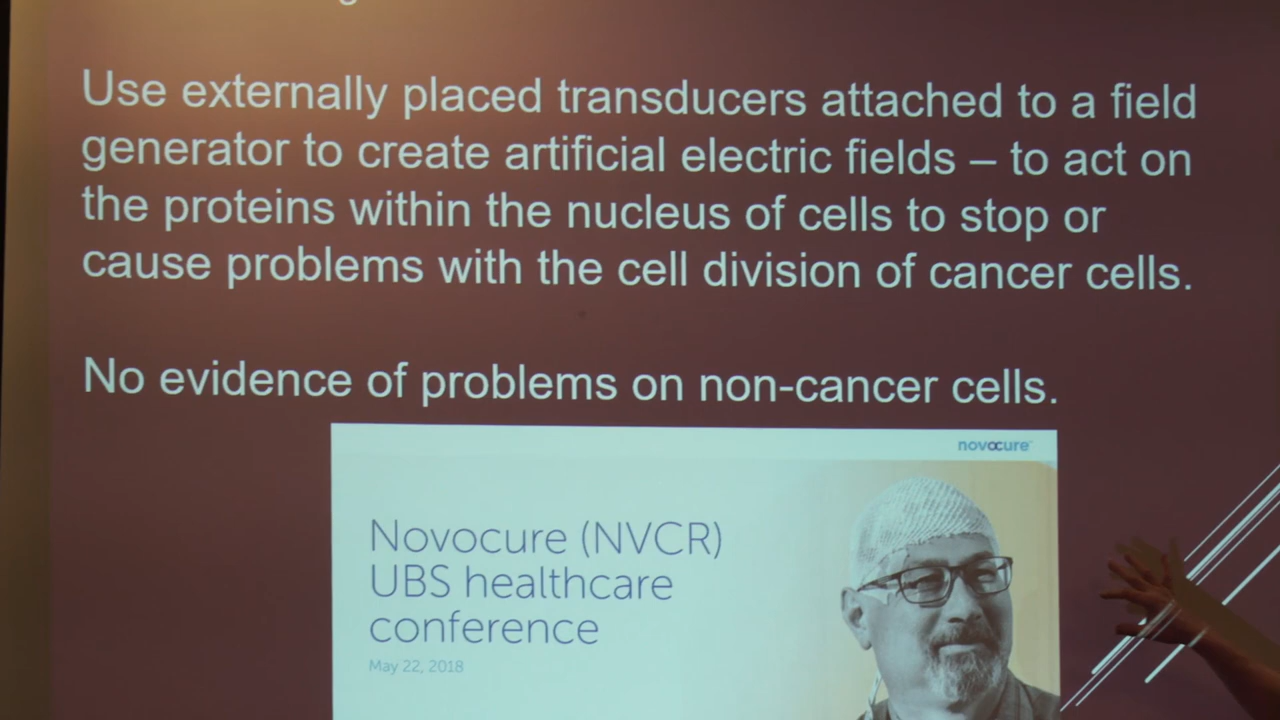 Use externally placed transducers attached to a field
generator to create artificial electric fields – to act on
the proteins within the nucleus of cells to stop or
cause problems with the cell division of cancer cells.
No evidence of problems on non-cancer cells.
novocure™
Novocure (NVCR)
UBS healthcare
conference
May 22, 2018